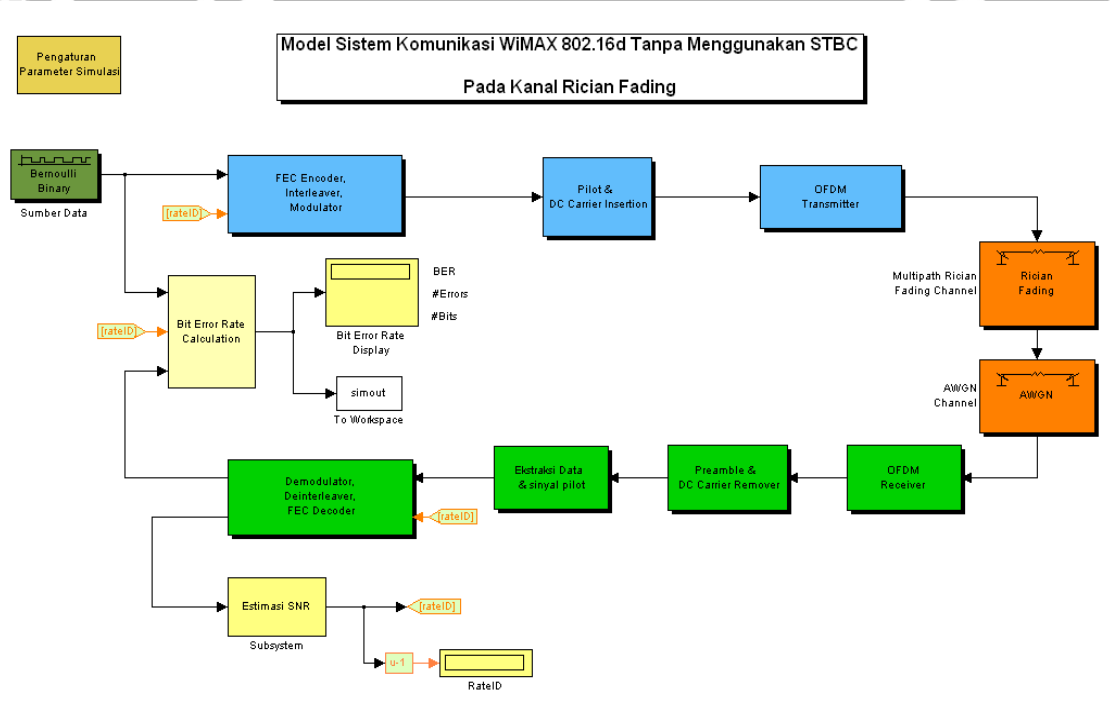 Pengaturan
Parameter Simulasi
Model Sistem Komunikasi WiMAX 802.16d Tanpa Menggunakan STBC
Pada Kanal Rician Fading
Bernoulli
Binary
Sumber Data
[rateID]
FEC Encoder,
Interleaver,
Modulator
Pilot &
DC Carrier Insertion
OFDM
Transmitter
Multipath Rician
Fading Channel
Rician
Fading
[rateID]
Bit Error Rate
Calculation
BER
#Errors
#Bits
Bit Error Rate
Display
simout
To Workspace
AWGN
Channel
AWGN
Demodulator,
Deinterleaver,
FEC Decoder
[rateID]
Ekstraksi Data
& sinyal pilot
Preamble &
DC Carrier Remover
OFDM
Receiver
Estimasi SNR
Subsystem
[rateID]
u-1
RateID